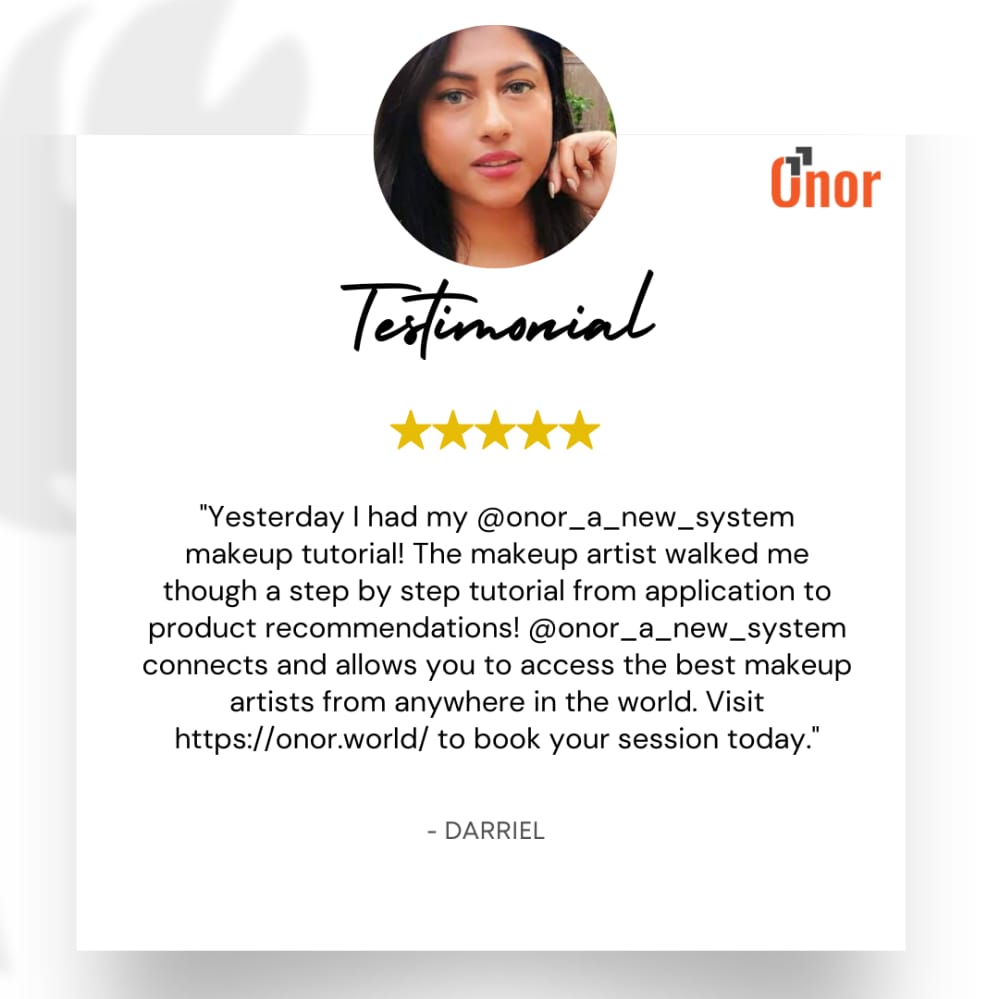 Onor
Testimonial
"Yesterday I had my @onor_a_new_system
makeup tutorial! The makeup artist walked me
though a step by step tutorial from application to
product recommendations! @onor_a_new_system
connects and allows you to access the best makeup
artists from anywhere in the world. Visit
https://onor.world/ to book your session today."
- DARRIEL